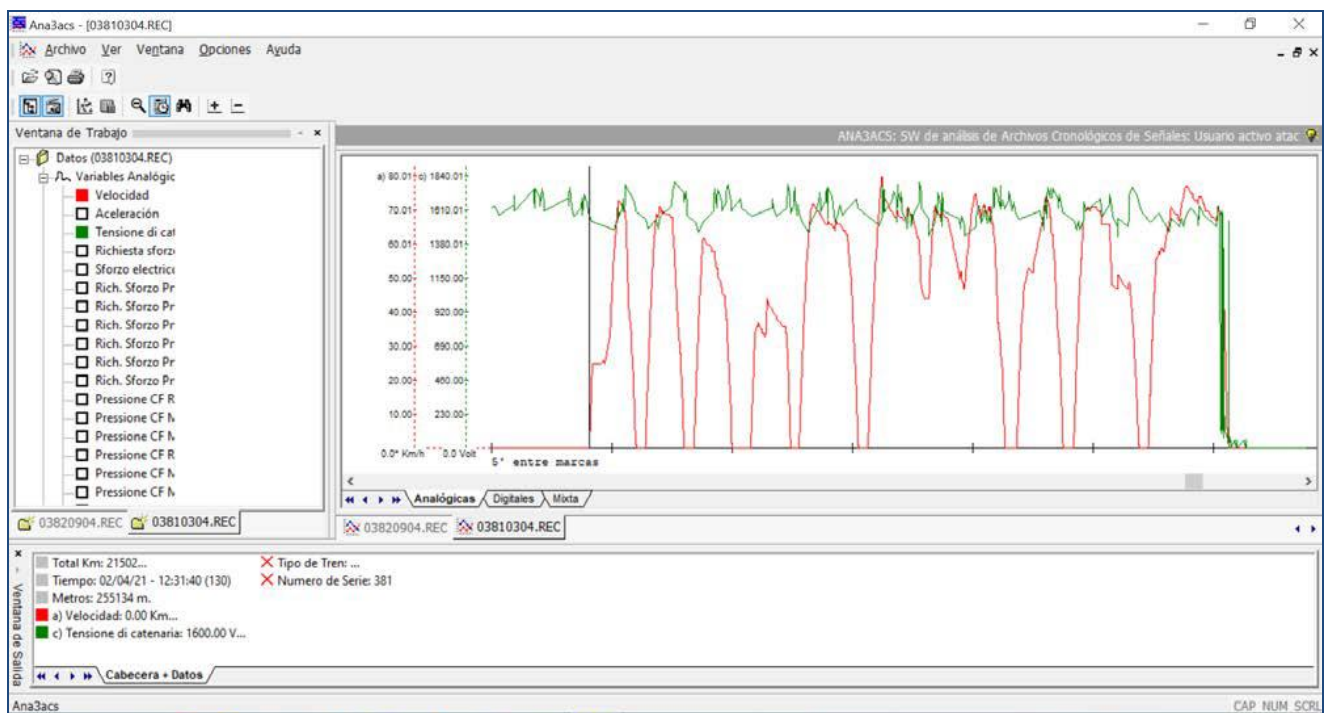 Ana3acs - [03810304.REC]
Archivo Ver Ventana Opciones Ayuda
Ventana de Trabajo
ANA3ACS: SW de análisis de Archivos Cronológicos de Señales: Usuario activo atac
Datos (03810304.REC)
Variables Analógic
Velocidad
Aceleración
Tensione di cat
Richiesta sforz
Sforzo electric
Rich. Sforzo Pr
Rich. Sforzo Pr
Rich. Sforzo Pr
Rich. Sforzo Pr
Rich. Sforzo Pr
Pressione CF R
Pressione CF M
Pressione CF M
Pressione CF R
Pressione CF M
Pressione CF M
03820904.REC 03810304.REC
a) 80.01 c) 1840.01
70.01 1610.01
60.01 1380.01
50.00 1150.00
40.00 920.00
30.00 690.00
20.00 460.00
10.00 230.00
0.0* Km/h 0.0 Volt
5' entre marcas
Analógicas Digitales Mixta
03820904.REC 03810304.REC
Ventana de Salida
Total Km: 21502...
Tiempo: 02/04/21 - 12:31:40 (130)
Metros: 255134 m.
a) Velocidad: 0.00 Km...
c) Tensione di catenaria: 1600.00 V...
Tipo de Tren: ...
Numero de Serie: 381
Cabecera + Datos
Ana3acs
CAP NUM SCRL